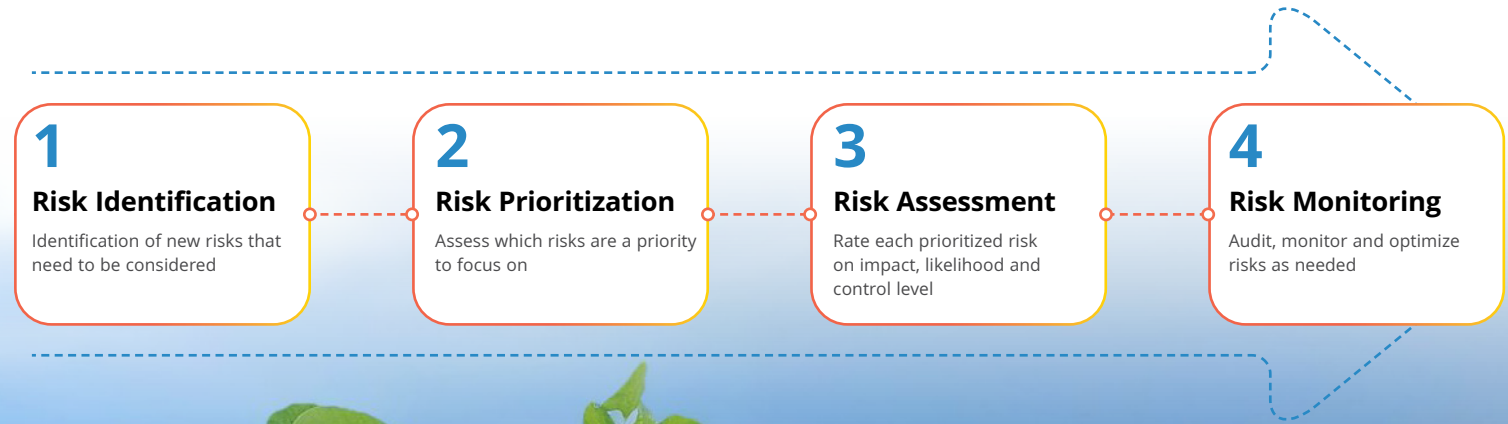 1
Risk Identification
Identification of new risks that
need to be considered
2
Risk Prioritization
Assess which risks are a priority
to focus on
3
Risk Assessment
Rate each prioritized risk
on impact, likelihood and
control level
4
Risk Monitoring
Audit, monitor and optimize
risks as needed